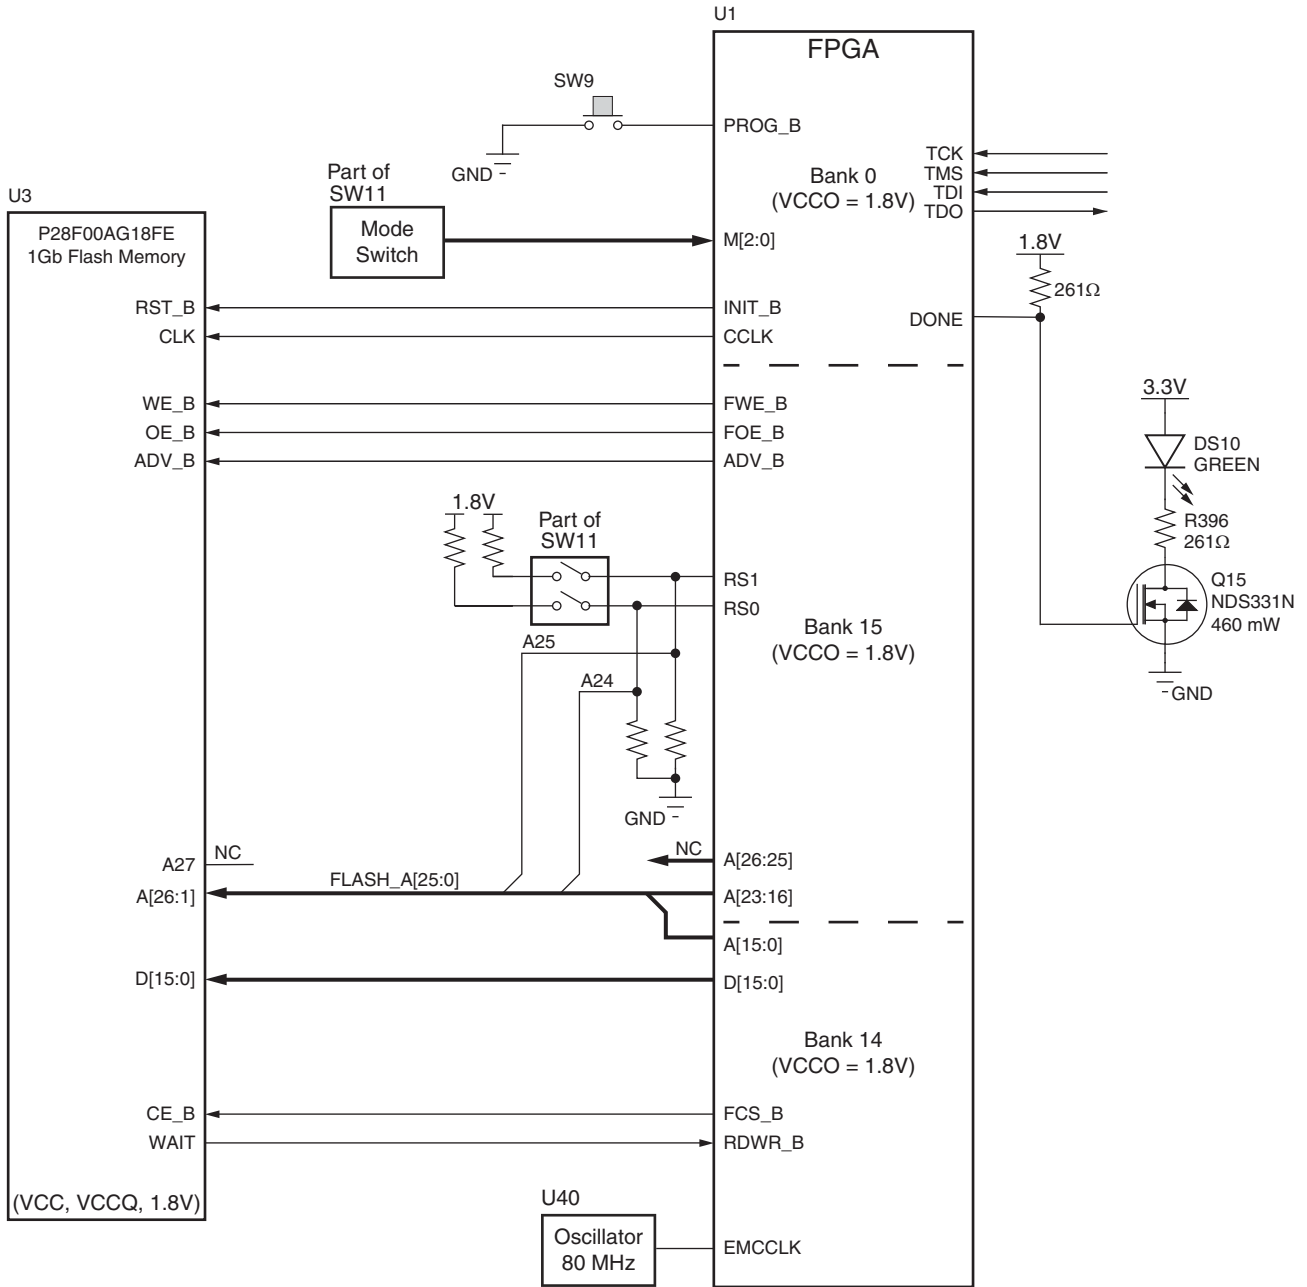 U1
FPGA
SW9
PROG_B
GND
Bank 0
(VCCO = 1.8V)
TCK
TMS
TDI
TDO
Part of
SW11
Mode
Switch
M[2:0]
U3
P28F00AG18FE
1Gb Flash Memory
1.8V
261Ω
RST_B
INIT_B
DONE
CLK
CCLK
WE_B
FWE_B
OE_B
FOE_B
ADV_B
ADV_B
3.3V
DS10
GREEN
R396
261Ω
Q15
NDS331N
460 mW
GND
1.8V
Part of
SW11
RS1
RS0
A25
A24
Bank 15
(VCCO = 1.8V)
GND
A27
NC
NC
A[26:25]
A[26:1]
FLASH_A[25:0]
A[23:16]
A[15:0]
D[15:0]
D[15:0]
Bank 14
(VCCO = 1.8V)
CE_B
FCS_B
WAIT
RDWR_B
(VCC, VCCQ, 1.8V)
U40
Oscillator
80 MHz
EMCCLK